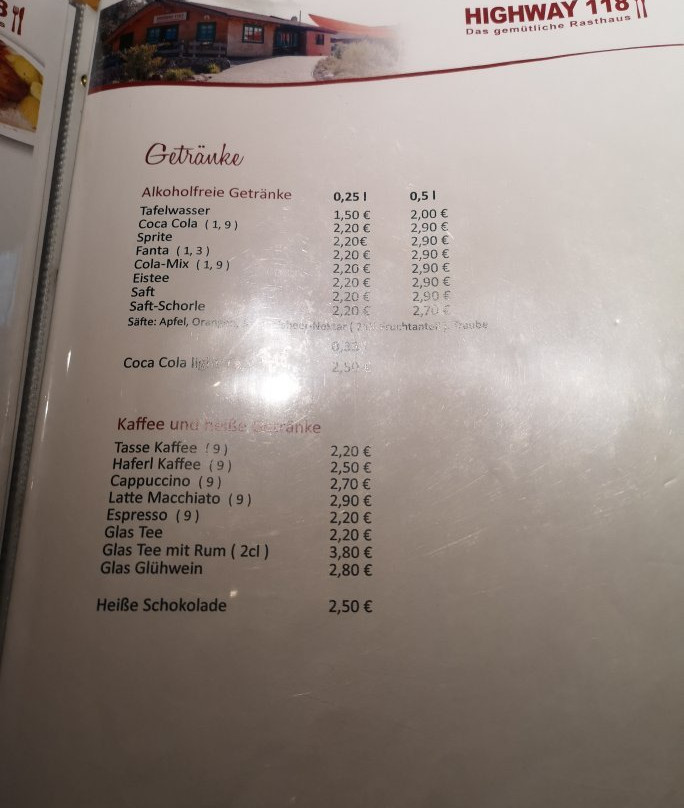 HIGHWAY 118
Das gemütliche Rasthaus
Getränke
Alkoholfreie Getränke 0,25 l 0,5 l
Tafelwasser 1,50 € 2,00 €
Coca Cola ( 1, 9 ) 2,20 € 2,90 €
Sprite 2,20€ 2,90 €
Fanta ( 1, 3 ) 2,20 € 2,90 €
Cola-Mix ( 1, 9 ) 2,20 € 2,90 €
Eistee 2,20 € 2,90 €
Saft 2,20 € 2,90 €
Saft-Schorle 2,20 € 2,70 €
Säfte: Apfel, Traube
Coca Cola 2,50
Kaffee und heiße Getränke
Tasse Kaffee ( 9 ) 2,20 €
Haferl Kaffee ( 9 ) 2,50 €
Cappuccino ( 9 ) 2,70 €
Latte Macchiato ( 9 ) 2,90 €
Espresso ( 9 ) 2,20 €
Glas Tee 2,20 €
Glas Tee mit Rum ( 2cl ) 3,80 €
Glas Glühwein 2,80 €
Heiße Schokolade 2,50 €